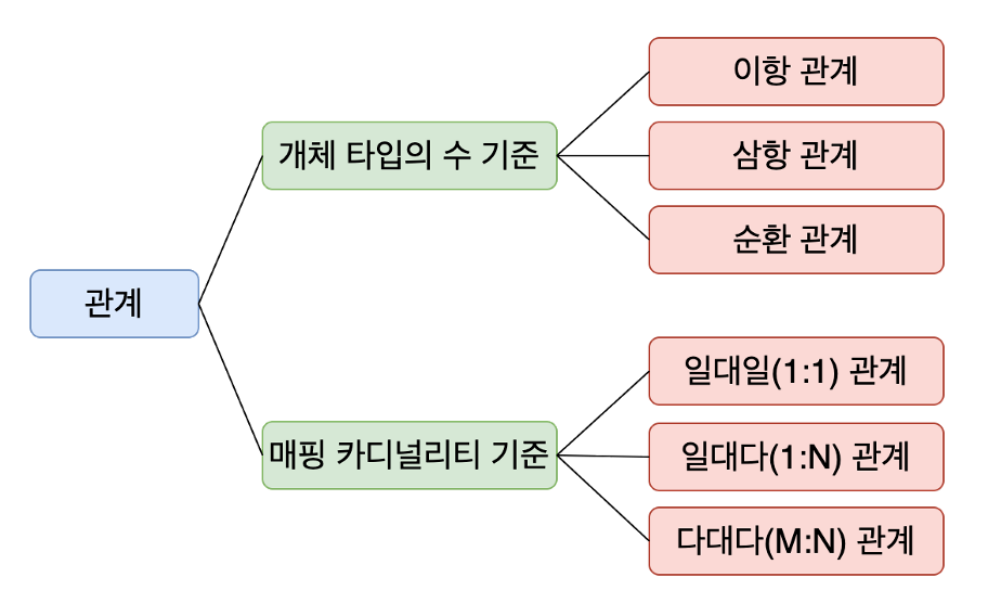 관계
개체 타입의 수 기준
이항 관계
삼항 관계
순환 관계
매핑 카디널리티 기준
일대일(1:1) 관계
일대다(1:N) 관계
다대다(M:N) 관계